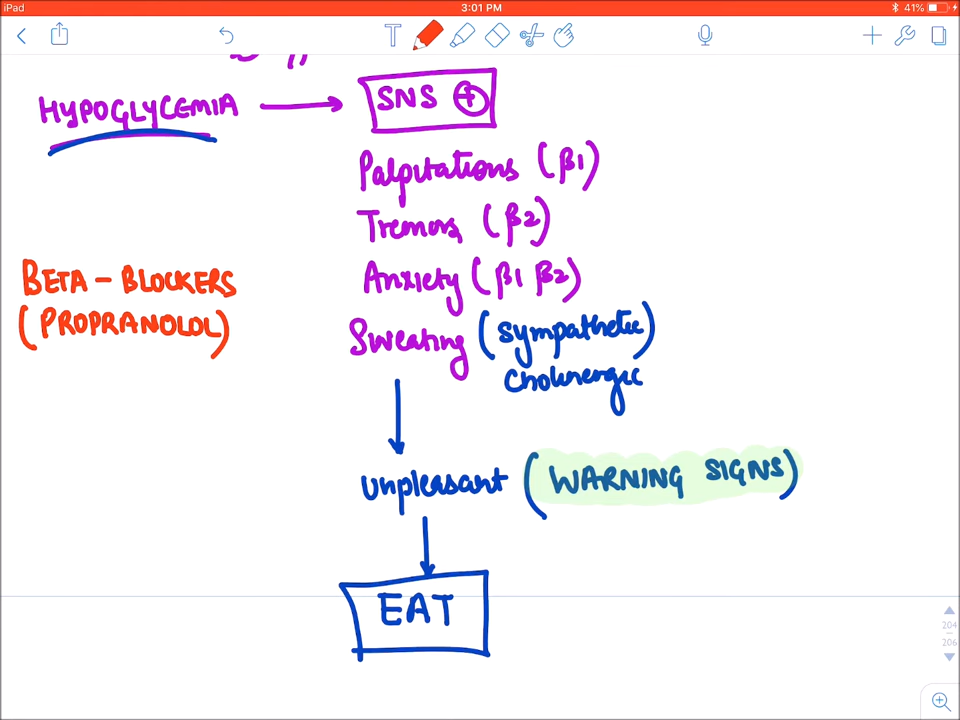 iPad 3:01 PM 41%
HYPOGLYCEMIA
SNS +
Palpitations (β1)
Tremors (β2)
Anxiety (β1 β2)
BETA - BLOCKERS
(PROPRANOLOL)
Sweating (sympathetic)
cholinergic
unpleasant (WARNING SIGNS)
EAT
204
206